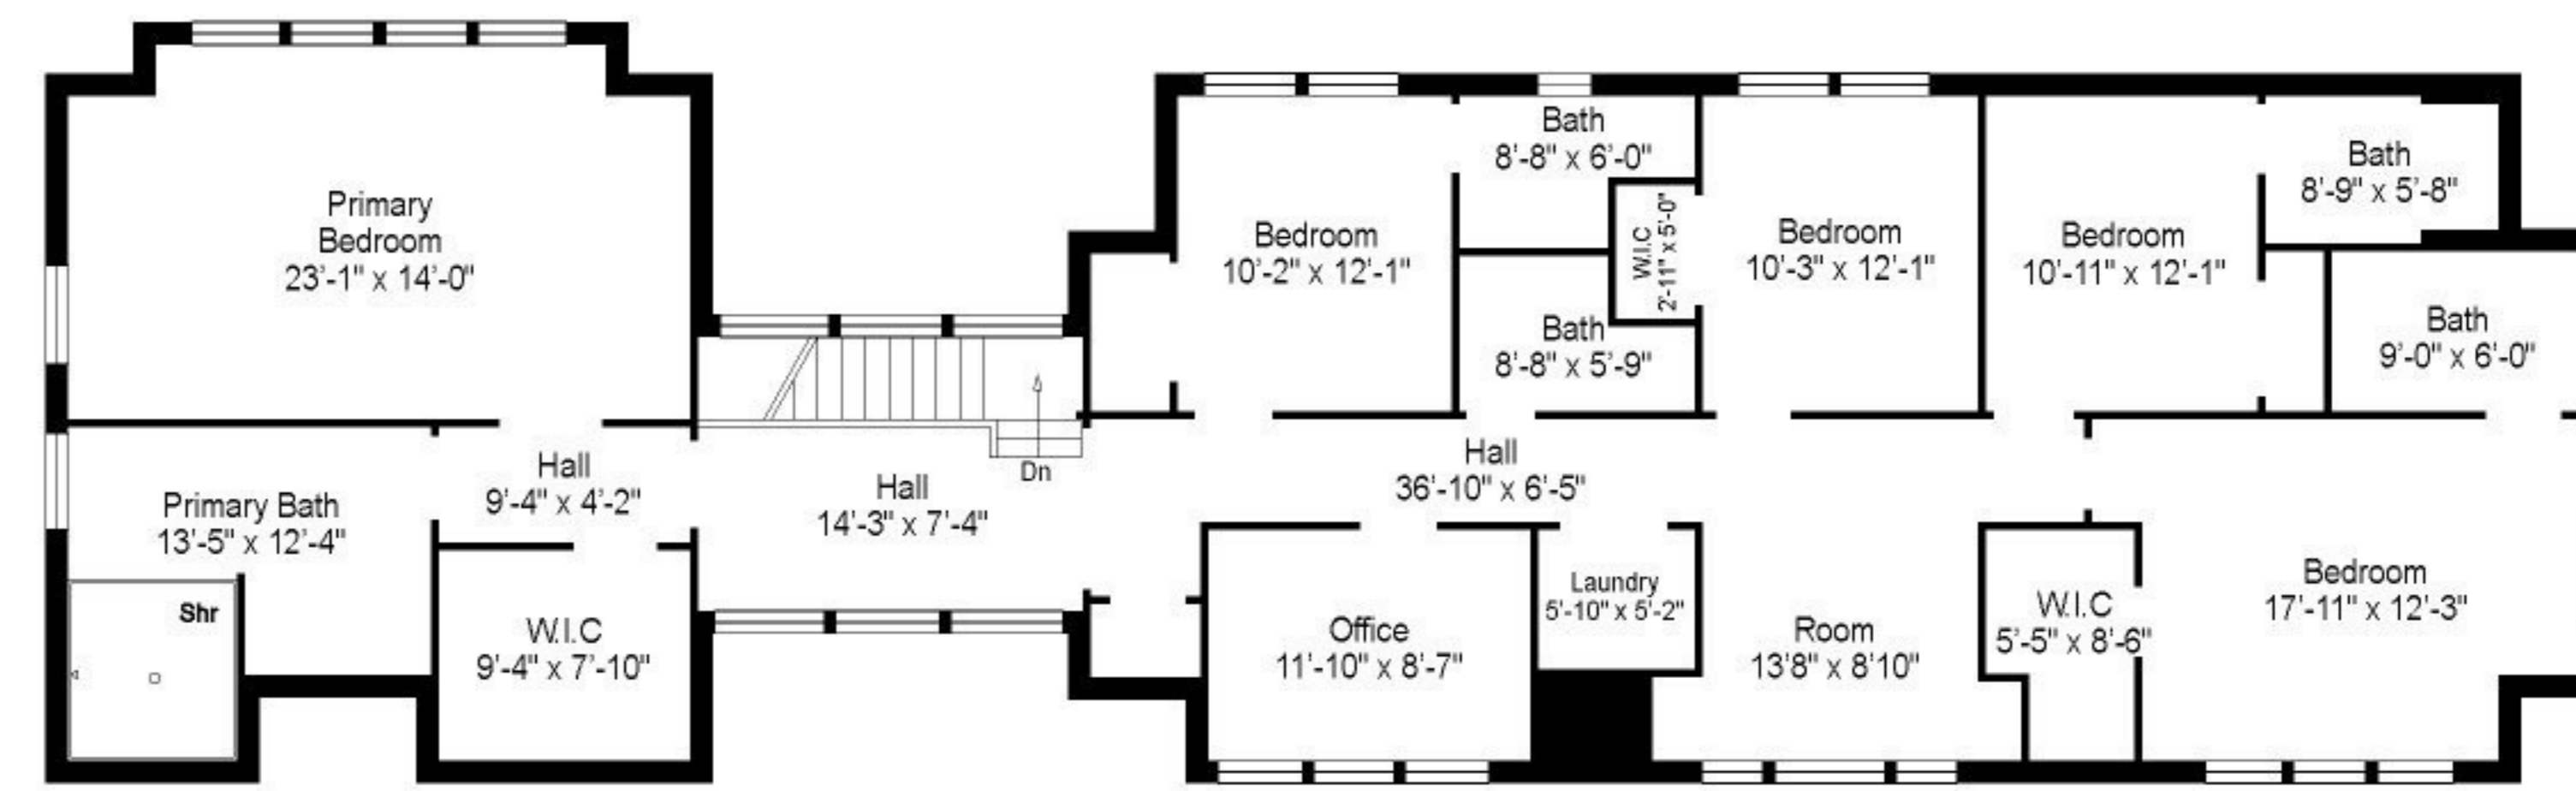 Primary
Bedroom
23'-1" x 14'-0"
Primary Bath
13'-5" x 12'-4"
Shr
Hall
9'-4" x 4'-2"
W.I.C
9'-4" x 7'-10"
Hall
14'-3" x 7'-4"
Dn
Bedroom
10'-2" x 12'-1"
Bath
8'-8" x 6'-0"
W.I.C
2'-11" x 5'-0"
Bath
8'-8" x 5'-9"
Bedroom
10'-3" x 12'-1"
Bedroom
10'-11" x 12'-1"
Bath
8'-9" x 5'-8"
Bath
9'-0" x 6'-0"
Hall
36'-10" x 6'-5"
Office
11'-10" x 8'-7"
Laundry
5'-10" x 5'-2"
Room
13'8" x 8'10"
W.I.C
5'-5" x 8'-6"
Bedroom
17'-11" x 12'-3"